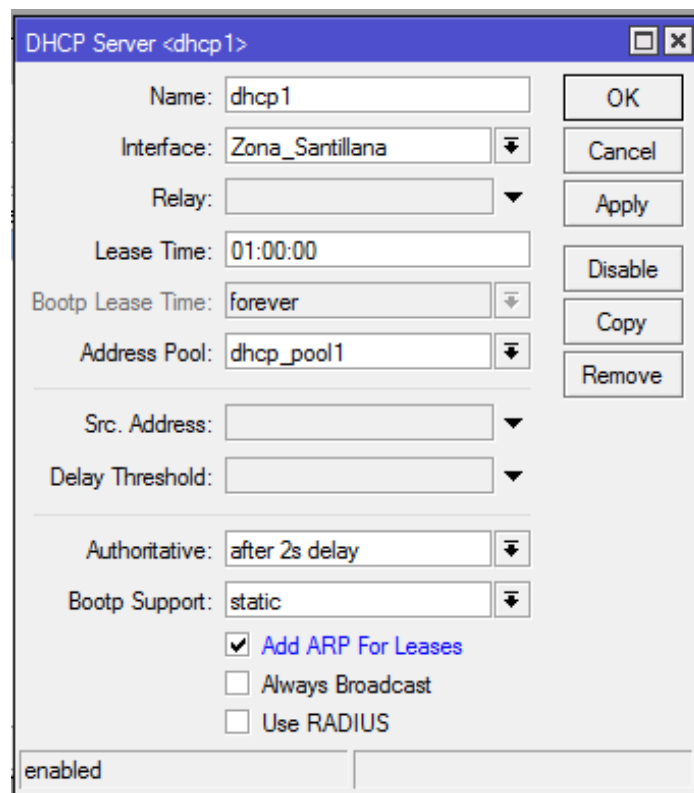 DHCP Server <dhcp1>
Name: dhcp1
OK
Interface: Zona_Santillana
Cancel
Relay:
Apply
Lease Time: 01:00:00
Disable
Bootp Lease Time: forever
Copy
Address Pool: dhcp_pool1
Remove
Src. Address:
Delay Threshold:
Authoritative: after 2s delay
Bootp Support: static
Add ARP For Leases
Always Broadcast
Use RADIUS
enabled